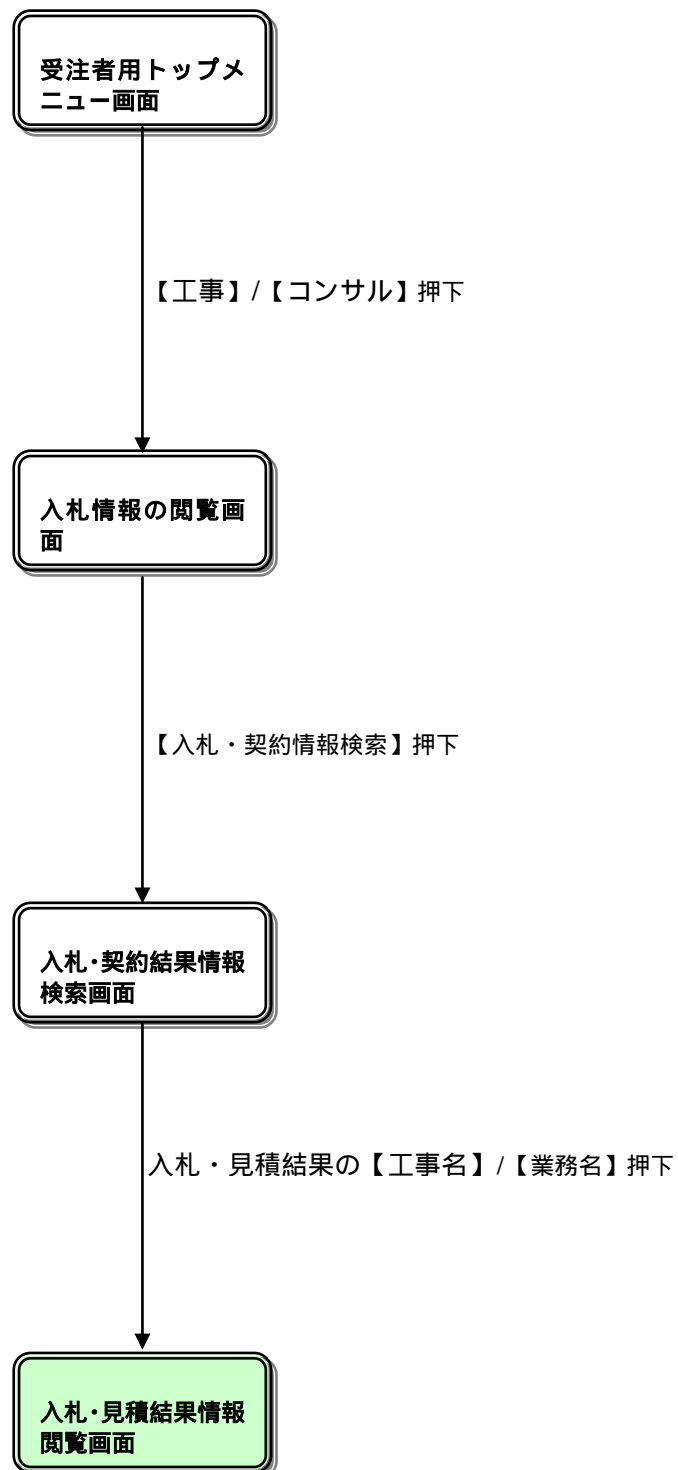 受注者用トップメ
ニュー画面
【工事】/【コンサル】押下
入札情報の閲覧画
面
【入札・契約情報検索】押下
入札・契約結果情報
検索画面
入札・見積結果の【工事名】/【業務名】押下
入札・見積結果情報
閲覧画面